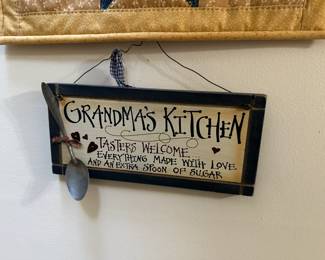 GRANDMA'S KITCHEN
TASTERS WELCOME
EVERYTHING MADE WITH LOVE
AND AN EXTRA SPOON OF SUGAR